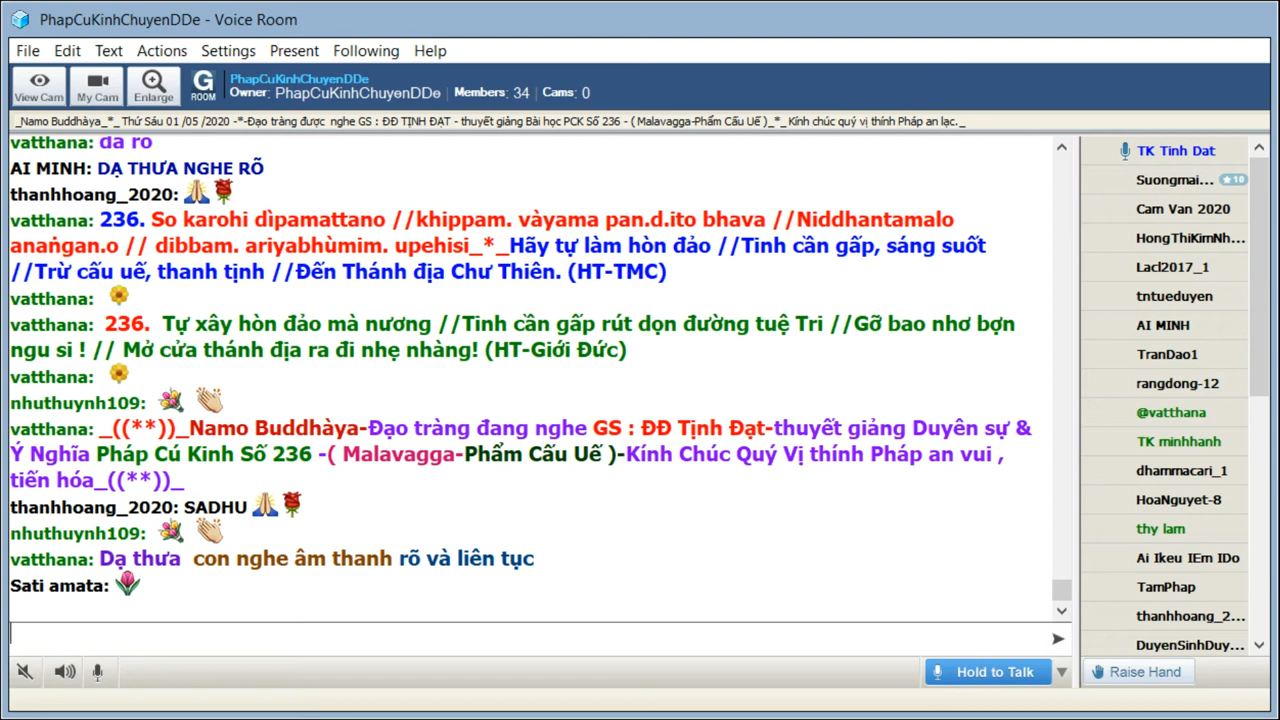 PhapCuKinhChuyenDDe - Voice Room
File Edit Text Actions Settings Present Following Help
View Cam My Cam Enlarge G ROOM
PhapCuKinhChuyenDDe
Owner: PhapCuKinhChuyenDDe Members: 34 Cams: 0
_Namo Buddhàya_*_ Thứ Sáu 01 /05 /2020 -*-Đạo tràng được nghe GS : ĐĐ TỊNH ĐẠT - thuyết giảng Bài học PCK Số 236 - ( Malavagga-Phẩm Cấu Uế )_*_Kính chúc quý vị thính Pháp an lạc._
vatthana: dạ rõ
AI MINH: DẠ THƯA NGHE RÕ
thanhhoang_2020:
vatthana: 236. So karohi dìpamattano //khippam. vàyama pan.d.ito bhava //Niddhantamalo
anaṅgan.o // dibbam. ariyabhùmim. upehisi_*_Hãy tự làm hòn đảo //Tinh cần gấp, sáng suốt
//Trừ cấu uế, thanh tịnh //Đến Thánh địa Chư Thiên. (HT-TMC)
vatthana:
vatthana: 236. Tự xây hòn đảo mà nương //Tinh cần gấp rút dọn đường tuệ Tri //Gỡ bao nhơ bợn
ngu si ! // Mở cửa thánh địa ra đi nhẹ nhàng! (HT-Giới Đức)
vatthana:
nhuthuynh109:
vatthana: _((**))_Namo Buddhàya-Đạo tràng đang nghe GS : ĐĐ Tịnh Đạt-thuyết giảng Duyên sự &
Ý Nghĩa Pháp Cú Kinh Số 236 -( Malavagga-Phẩm Cấu Uế )-Kính Chúc Quý Vị thính Pháp an vui ,
tiến hóa_((**))_
thanhhoang_2020: SADHU
nhuthuynh109:
vatthana: Dạ thưa con nghe âm thanh rõ và liên tục
Sati amata:
Hold to Talk
TK Tinh Dat
Suongmai... 10
Cam Van 2020
HongThiKimNh...
Lacl2017_1
tntueduyen
AI MINH
TranDao1
rangdong-12
@vatthana
TK minhhanh
dhammacari_1
HoaNguyet-8
thy lam
Ai Ikeu IEm IDo
TamPhap
thanhhoang_2...
DuyenSinhDuy...
Raise Hand